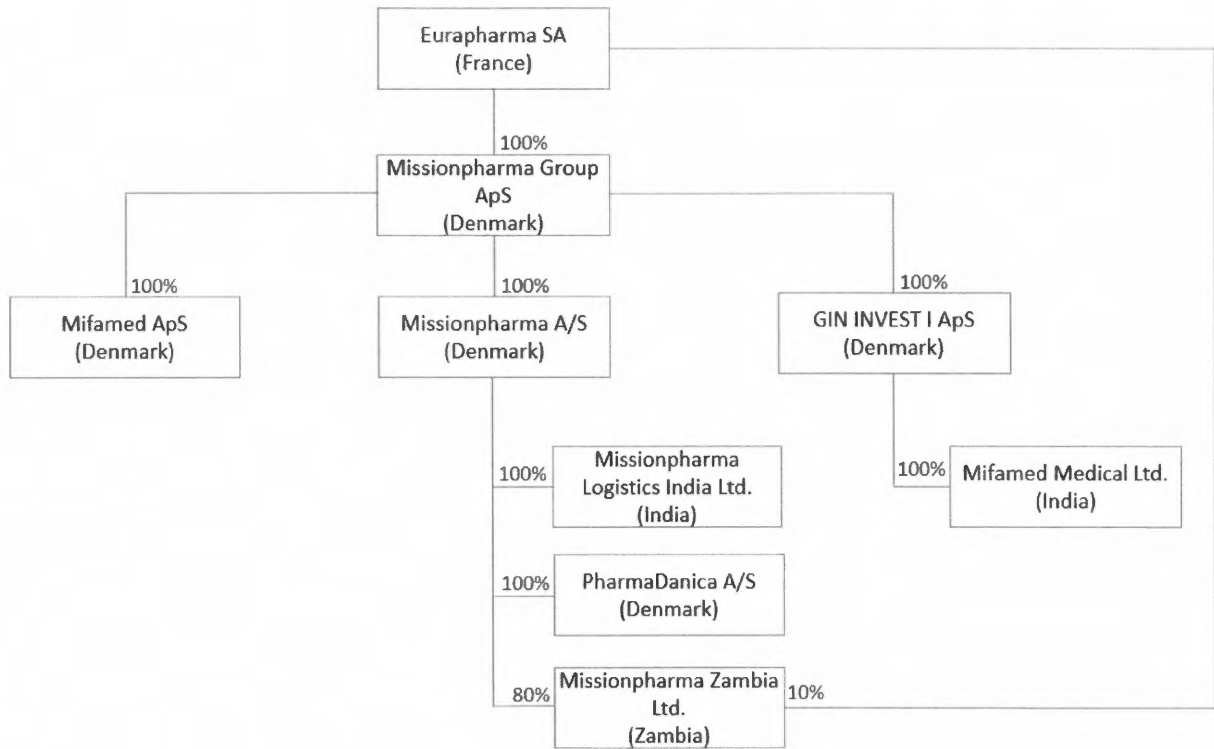 Eurapharma SA
(France)
100%
Missionpharma Group
ApS
(Denmark)
100%
100%
100%
Mifamed ApS
(Denmark)
Missionpharma A/S
(Denmark)
GIN INVEST I ApS
(Denmark)
100%
Missionpharma
Logistics India Ltd.
(India)
100%
Mifamed Medical Ltd.
(India)
100%
PharmaDanica A/S
(Denmark)
80%
Missionpharma Zambia
Ltd.
(Zambia)
10%